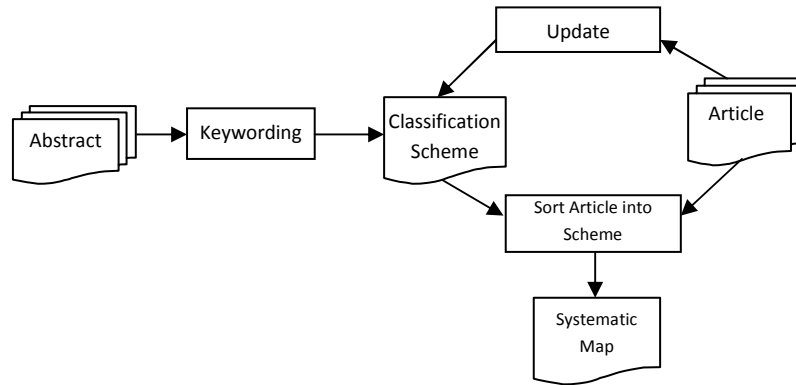 Update
Abstract
Keywording
Classification
Scheme
Article
Sort Article into
Scheme
Systematic
Map